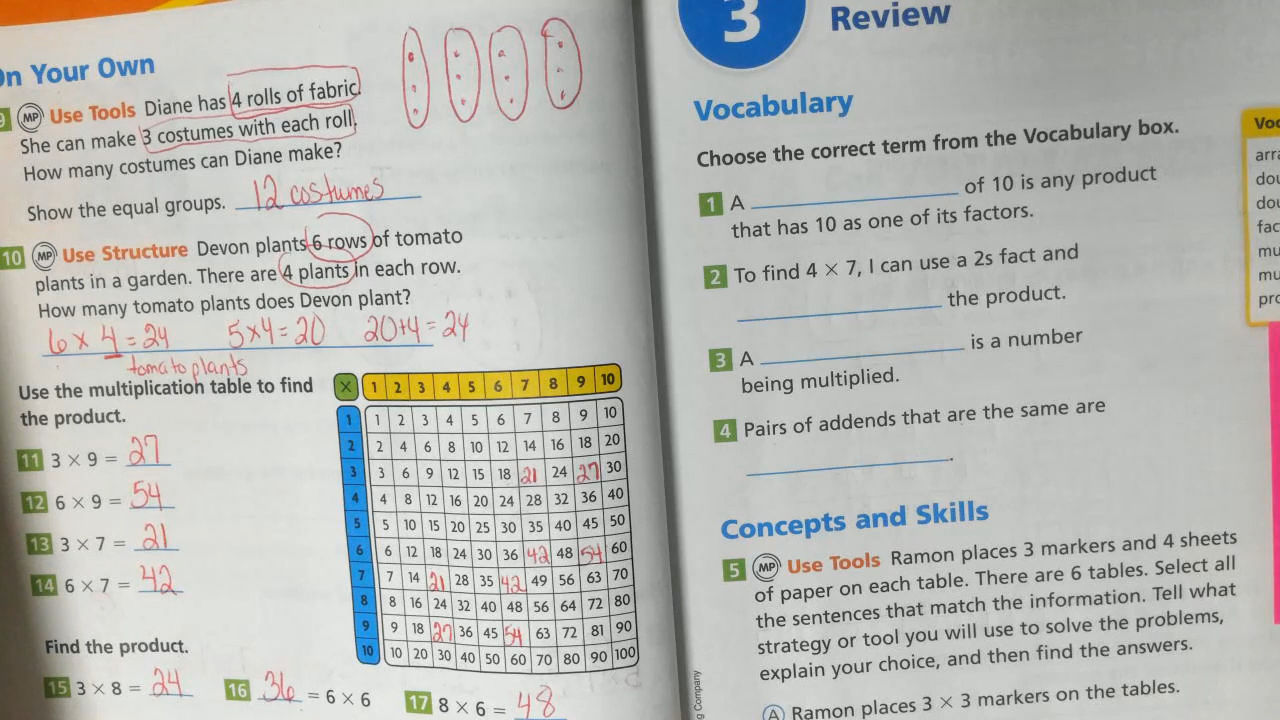 On Your Own
9 MP Use Tools Diane has 4 rolls of fabric.
She can make 3 costumes with each roll.
How many costumes can Diane make?
Show the equal groups. 12 costumes
10 MP Use Structure Devon plants 6 rows of tomato
plants in a garden. There are 4 plants in each row.
How many tomato plants does Devon plant?
6 x 4 = 24 5x4 = 20 20+4 = 24
tomato plants
Use the multiplication table to find
the product.
11 3 × 9 = 27
12 6 × 9 = 54
13 3 × 7 = 21
14 6 × 7 = 42
× 1 2 3 4 5 6 7 8 9 10
1 1 2 3 4 5 6 7 8 9 10
2 2 4 6 8 10 12 14 16 18 20
3 3 6 9 12 15 18 21 24 27 30
4 4 8 12 16 20 24 28 32 36 40
5 5 10 15 20 25 30 35 40 45 50
6 6 12 18 24 30 36 42 48 54 60
7 7 14 21 28 35 42 49 56 63 70
8 8 16 24 32 40 48 56 64 72 80
9 9 18 27 36 45 54 63 72 81 90
10 10 20 30 40 50 60 70 80 90 100
Find the product.
15 3 × 8 = 24 16 36 = 6 × 6 17 8 × 6 = 48
3 Review
Vocabulary
Choose the correct term from the Vocabulary box.
1 A ____ of 10 is any product
that has 10 as one of its factors.
2 To find 4 × 7, I can use a 2s fact and
____ the product.
3 A ____ is a number
being multiplied.
4 Pairs of addends that are the same are
____.
Concepts and Skills
5 MP Use Tools Ramon places 3 markers and 4 sheets
of paper on each table. There are 6 tables. Select all
the sentences that match the information. Tell what
strategy or tool you will use to solve the problems,
explain your choice, and then find the answers.
A Ramon places 3 × 3 markers on the tables.
g Company
Voc
arra
dou
dou
fac
mu
mu
pro